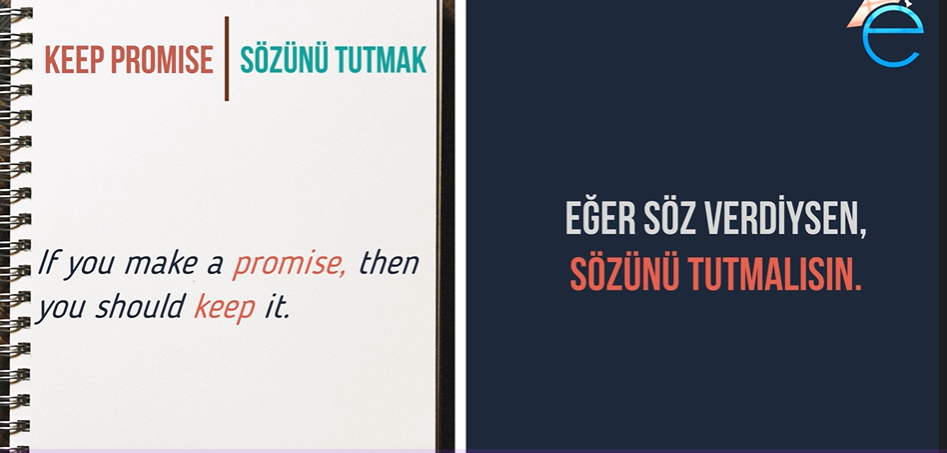 KEEP PROMISE | SÖZÜNÜ TUTMAK
If you make a promise, then
you should keep it.
EĞER SÖZ VERDİYSEN,
SÖZÜNÜ TUTMALISIN.
e